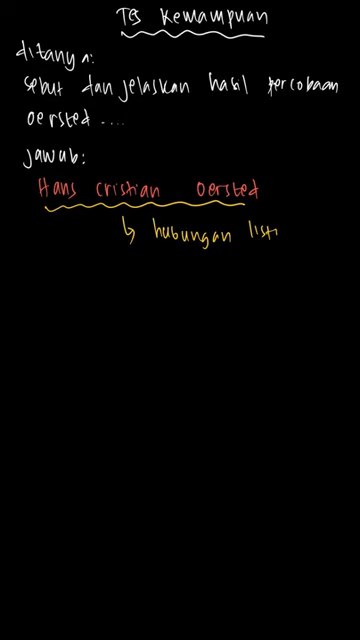 Tes Kemampuan
ditanya:
sebut dan jelaskan hasil percobaan
oersted ....
jawab:
Hans Cristian Oersted
↳ hubungan listi